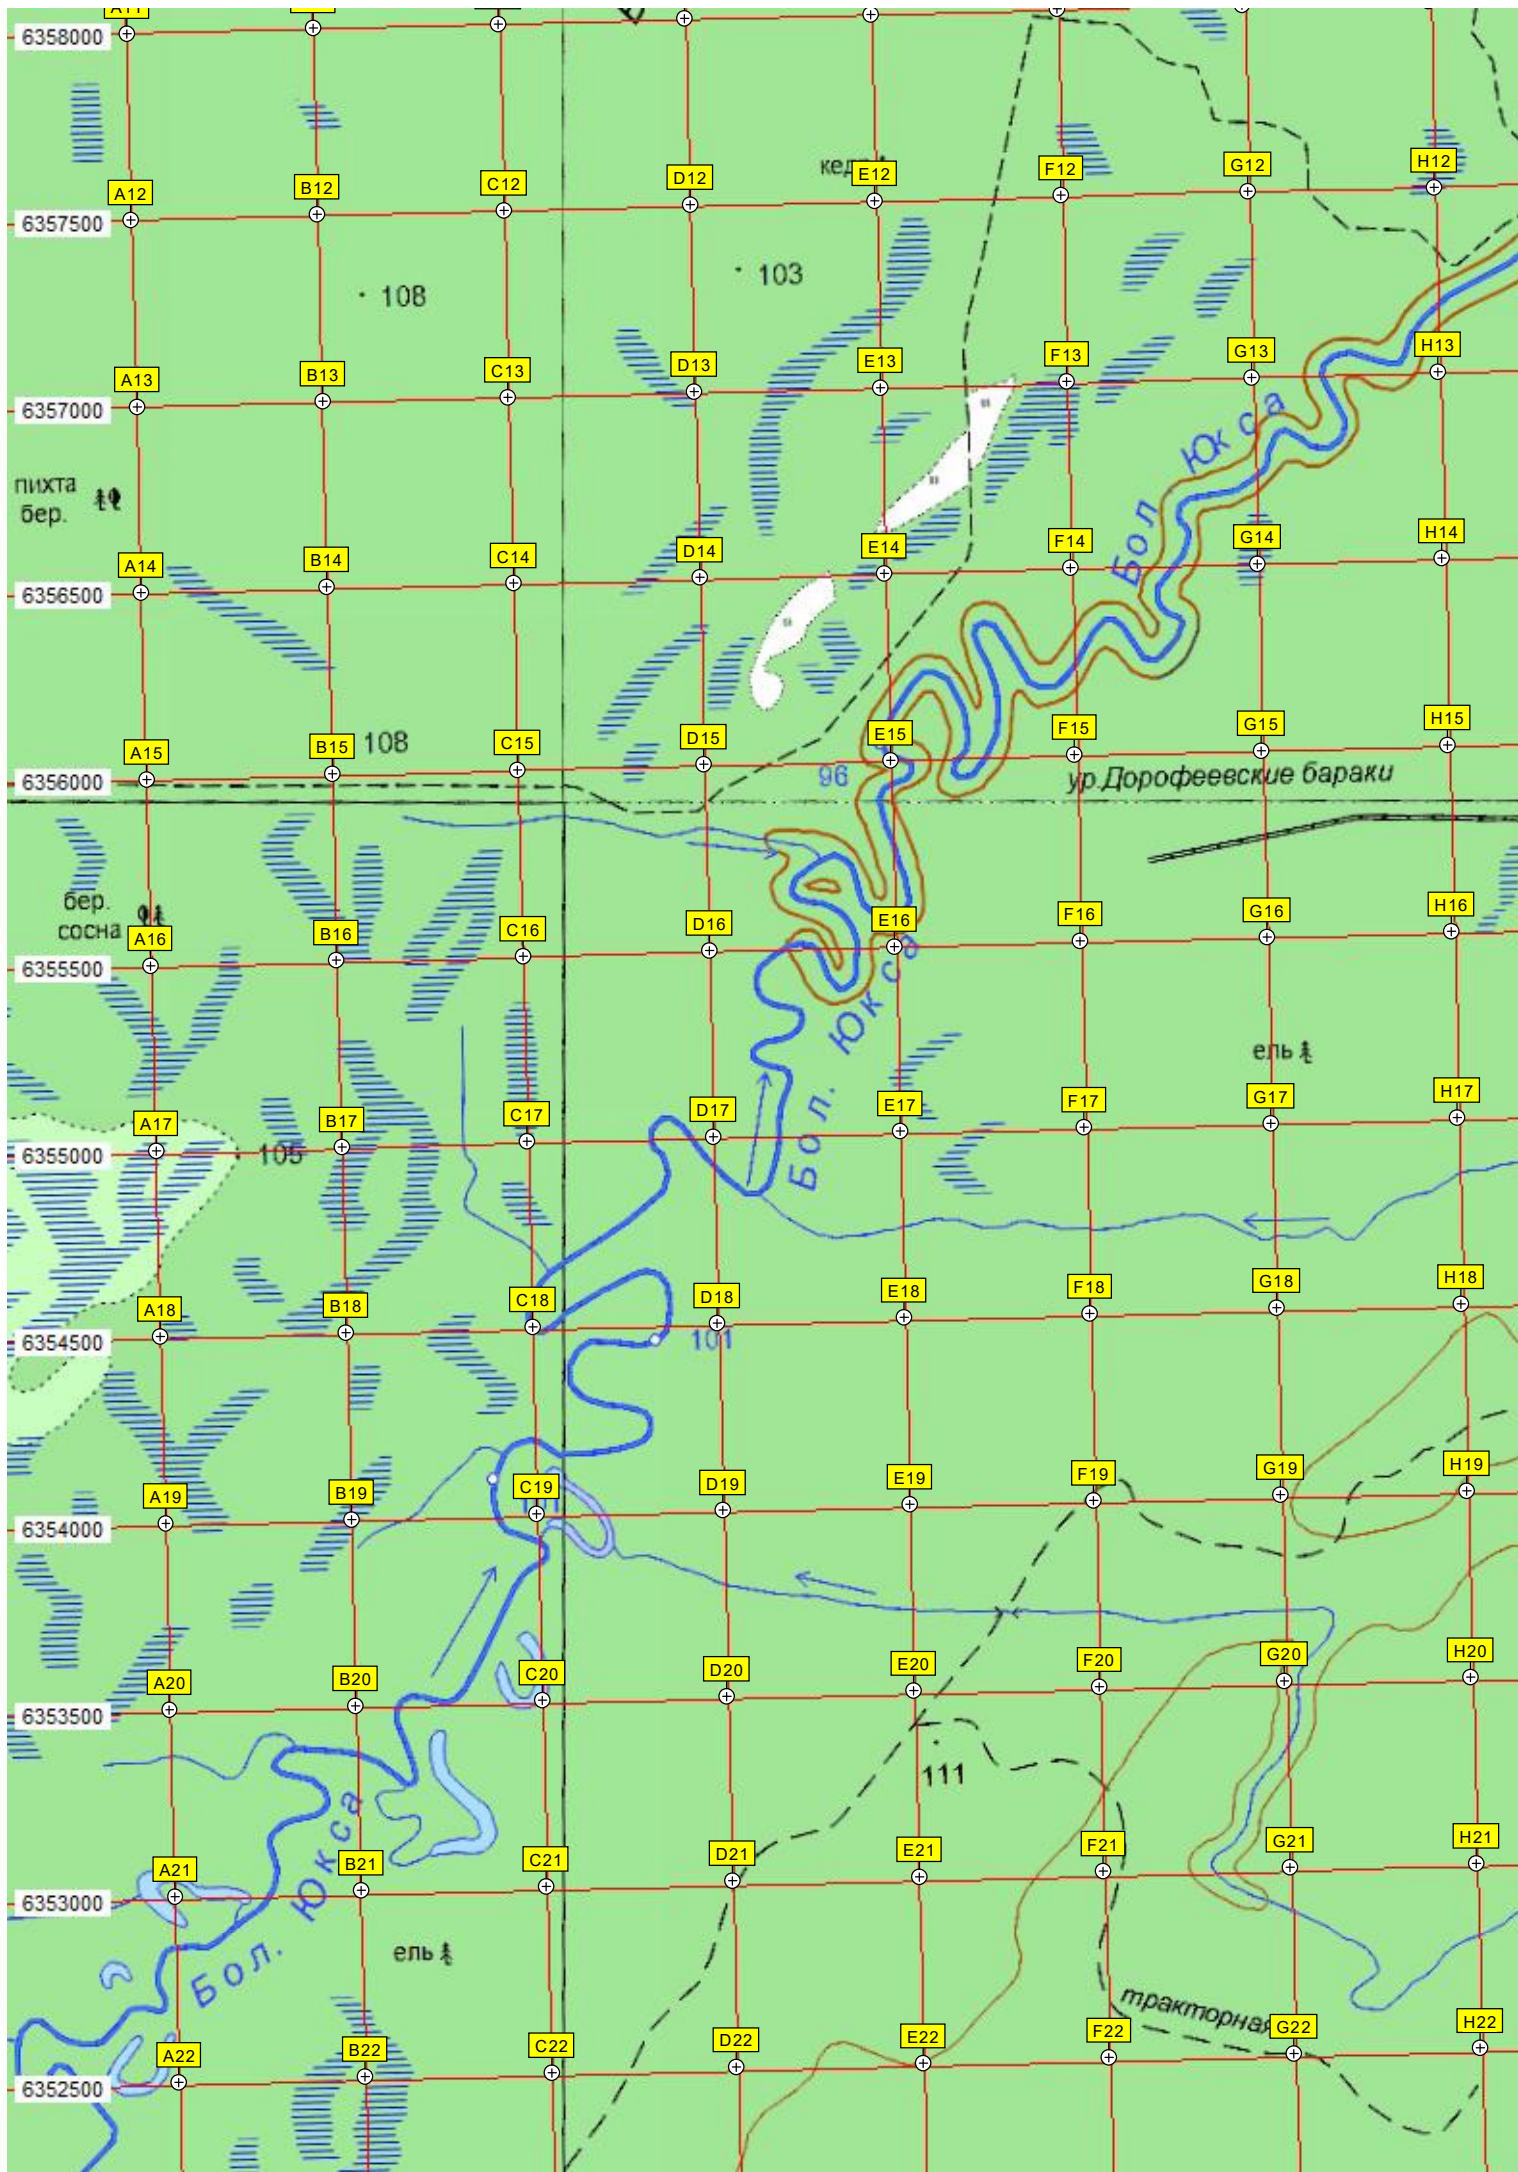 6358000
кедр
A12 B12 C12 D12 E12 F12 G12 H12
6357500
103
108
A13 B13 C13 D13 E13 F13 G13 H13
6357000
Бол Юкса
пихта
бер.
A14 B14 C14 D14 E14 F14 G14 H14
6356500
A15 B15 108 C15 D15 E15 F15 G15 H15
6356000
96
ур.Дорофеевские бараки
бер.
сосна
A16 B16 C16 D16 E16 F16 G16 H16
6355500
Бол. Юкса
ель
A17 B17 C17 D17 E17 F17 G17 H17
6355000
105
A18 B18 C18 D18 E18 F18 G18 H18
6354500
101
A19 B19 C19 D19 E19 F19 G19 H19
6354000
A20 B20 C20 D20 E20 F20 G20 H20
6353500
111
A21 B21 C21 D21 E21 F21 G21 H21
6353000
Бол. Юкса
ель
тракторная
A22 B22 C22 D22 E22 F22 G22 H22
6352500